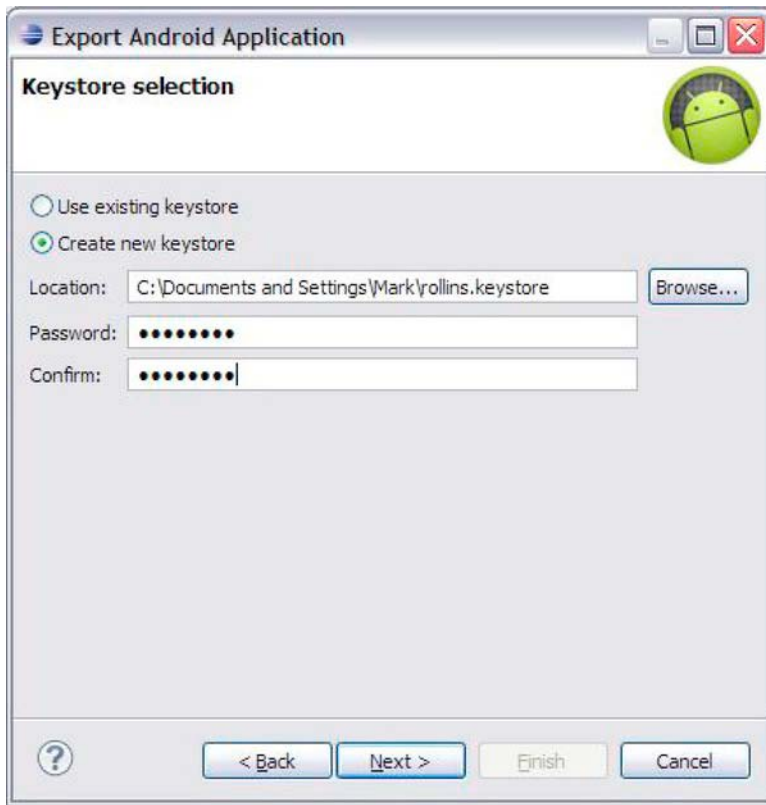 Export Android Application
Keystore selection
Use existing keystore
Create new keystore
Location: C:\Documents and Settings\Mark\rollins.keystore Browse...
Password: ••••••••
Confirm: ••••••••
? < Back Next > Finish Cancel